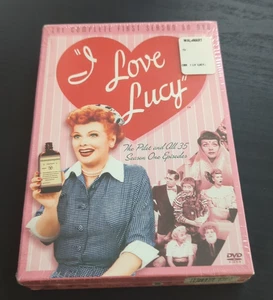 THE COMPLETE FIRST SEASON ON DVD
"I
Love
Lucy"
The Pilot and All 35
Season One Episodes
DVD